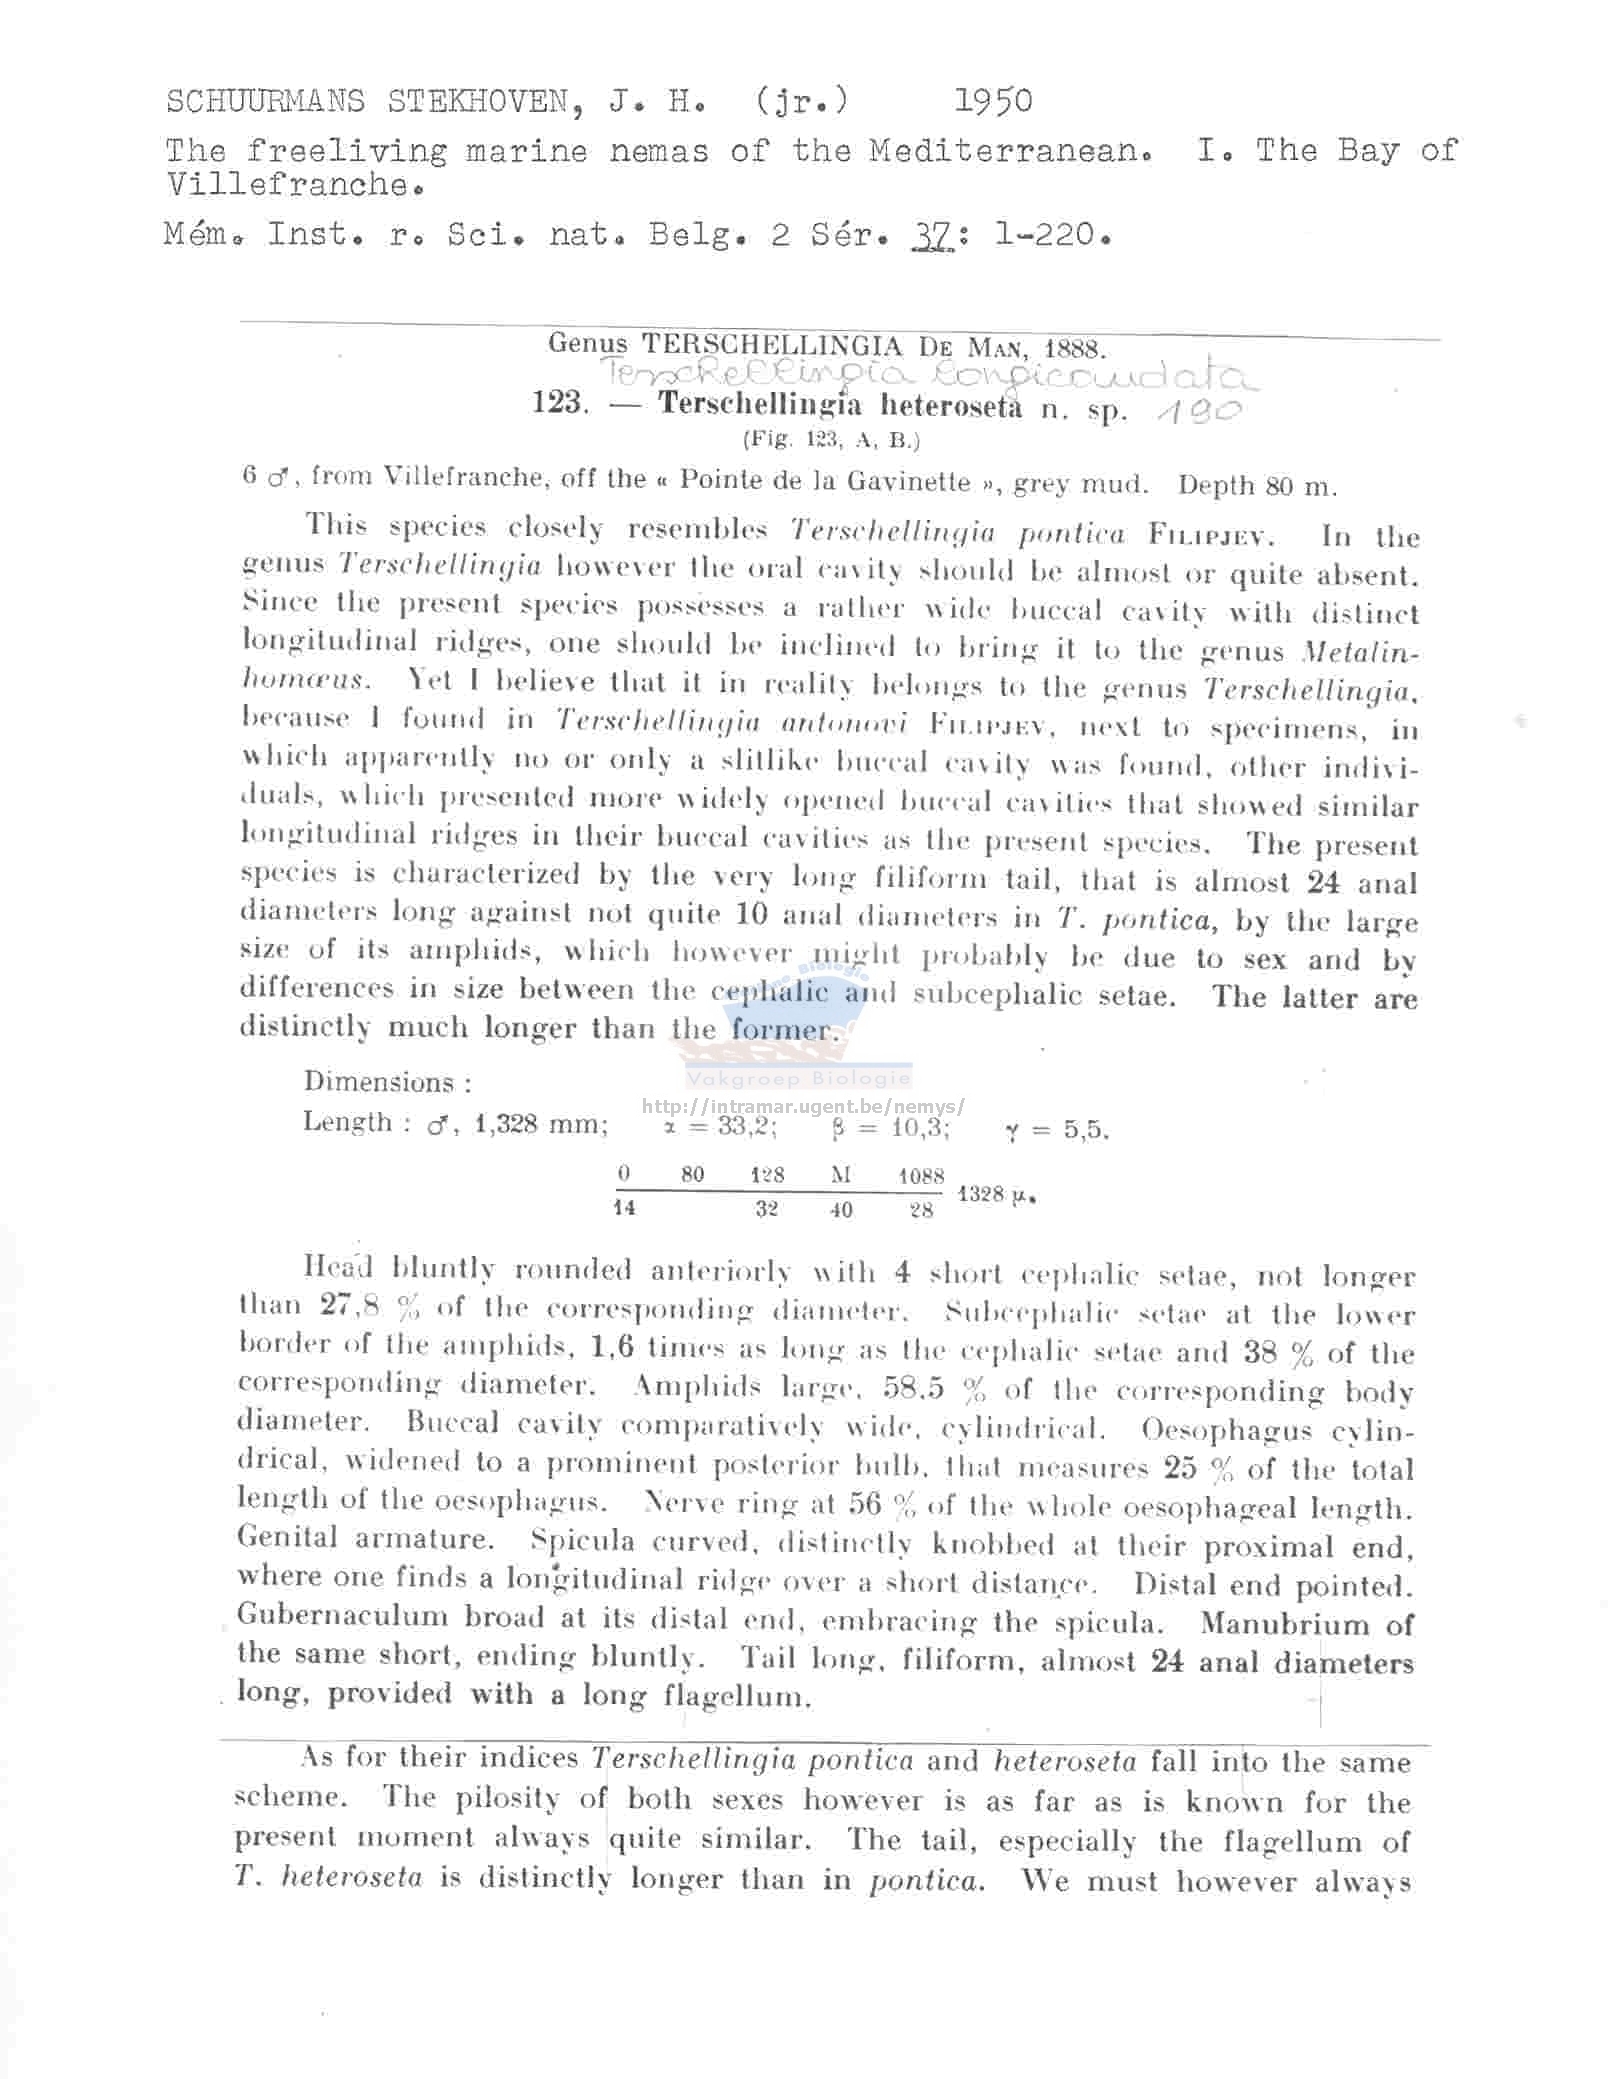 SCHUURMANS STEKHOVEN, J. H. (jr.) 1950
The freeliving marine nemas of the Mediterranean. I. The Bay of
Villefranche.
Mém. Inst. r. Sci. nat. Belg. 2 Sér. 37: 1-220.
Genus TERSCHELLINGIA DE MAN, 1888.
Terschellingia longicaudata
123. — Terschellingia heteroseta n. sp. 190
(Fig. 123, A, B.)
6 ♂, from Villefranche, off the « Pointe de la Gavinette », grey mud. Depth 80 m.
This species closely resembles Terschellingia pontica FILIPJEV. In the
genus Terschellingia however the oral cavity should be almost or quite absent.
Since the present species possesses a rather wide buccal cavity with distinct
longitudinal ridges, one should be inclined to bring it to the genus Metalin-
homœus. Yet I believe that it in reality belongs to the genus Terschellingia,
because I found in Terschellingia antonovi FILIPJEV, next to specimens, in
which apparently no or only a slitlike buccal cavity was found, other indivi-
duals, which presented more widely opened buccal cavities that showed similar
longitudinal ridges in their buccal cavities as the present species. The present
species is characterized by the very long filiform tail, that is almost 24 anal
diameters long against not quite 10 anal diameters in T. pontica, by the large
size of its amphids, which however might probably be due to sex and by
differences in size between the cephalic and subcephalic setae. The latter are
distinctly much longer than the former.
Biologie
Vakgroep Biologie
http://intramar.ugent.be/nemys/
Dimensions :
Length : ♂, 1,328 mm; α = 33,2; β = 10,3; γ = 5,5.
0 80 128 M 1088
1328 μ.
14 32 40 28
Head bluntly rounded anteriorly with 4 short cephalic setae, not longer
than 27,8 % of the corresponding diameter. Subcephalic setae at the lower
border of the amphids, 1,6 times as long as the cephalic setae and 38 % of the
corresponding diameter. Amphids large, 58,5 % of the corresponding body
diameter. Buccal cavity comparatively wide, cylindrical. Oesophagus cylin-
drical, widened to a prominent posterior bulb, that measures 25 % of the total
length of the oesophagus. Nerve ring at 56 % of the whole oesophageal length.
Genital armature. Spicula curved, distinctly knobbed at their proximal end,
where one finds a longitudinal ridge over a short distance. Distal end pointed.
Gubernaculum broad at its distal end, embracing the spicula. Manubrium of
the same short, ending bluntly. Tail long, filiform, almost 24 anal diameters
long, provided with a long flagellum.
As for their indices Terschellingia pontica and heteroseta fall into the same
scheme. The pilosity of both sexes however is as far as is known for the
present moment always quite similar. The tail, especially the flagellum of
T. heteroseta is distinctly longer than in pontica. We must however always